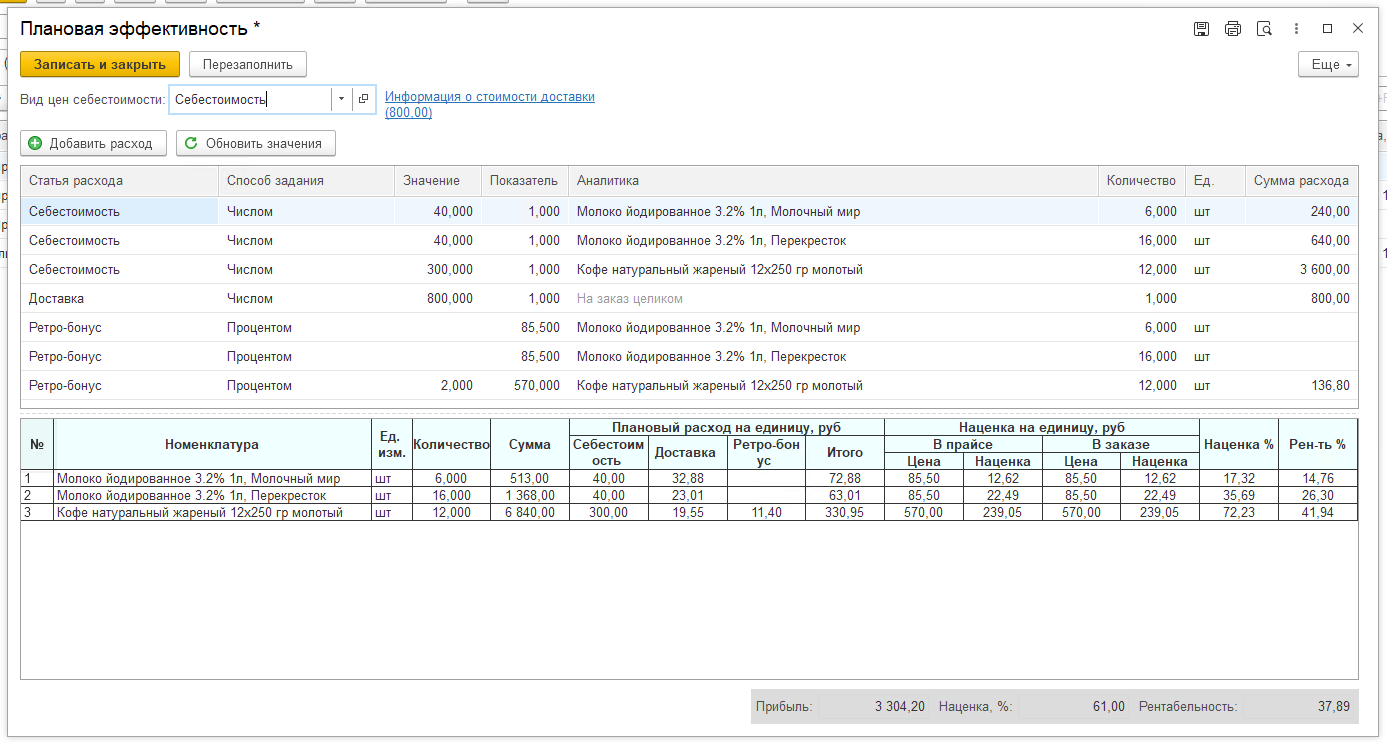 Плановая эффективность *
Записать и закрыть Перезаполнить Еще
Вид цен себестоимости: Себестоимость Информация о стоимости доставки
(800,00)
Добавить расход Обновить значения
Статья расхода Способ задания Значение Показатель Аналитика Количество Ед. Сумма расхода
Себестоимость Числом 40,000 1,000 Молоко йодированное 3.2% 1л, Молочный мир 6,000 шт 240,00
Себестоимость Числом 40,000 1,000 Молоко йодированное 3.2% 1л, Перекресток 16,000 шт 640,00
Себестоимость Числом 300,000 1,000 Кофе натуральный жареный 12х250 гр молотый 12,000 шт 3 600,00
Доставка Числом 800,000 1,000 На заказ целиком 1,000 800,00
Ретро-бонус Процентом 85,500 Молоко йодированное 3.2% 1л, Молочный мир 6,000 шт
Ретро-бонус Процентом 85,500 Молоко йодированное 3.2% 1л, Перекресток 16,000 шт
Ретро-бонус Процентом 2,000 570,000 Кофе натуральный жареный 12х250 гр молотый 12,000 шт 136,80
Плановый расход на единицу, руб Наценка на единицу, руб
№ Номенклатура Ед. изм. Количество Сумма Себестоим ость Доставка Ретро-бон ус Итого В прайсе В заказе Наценка % Рен-ть %
Цена Наценка Цена Наценка
1 Молоко йодированное 3.2% 1л, Молочный мир шт 6,000 513,00 40,00 32,88 72,88 85,50 12,62 85,50 12,62 17,32 14,76
2 Молоко йодированное 3.2% 1л, Перекресток шт 16,000 1 368,00 40,00 23,01 63,01 85,50 22,49 85,50 22,49 35,69 26,30
3 Кофе натуральный жареный 12х250 гр молотый шт 12,000 6 840,00 300,00 19,55 11,40 330,95 570,00 239,05 570,00 239,05 72,23 41,94
Прибыль: 3 304,20 Наценка, %: 61,00 Рентабельность: 37,89